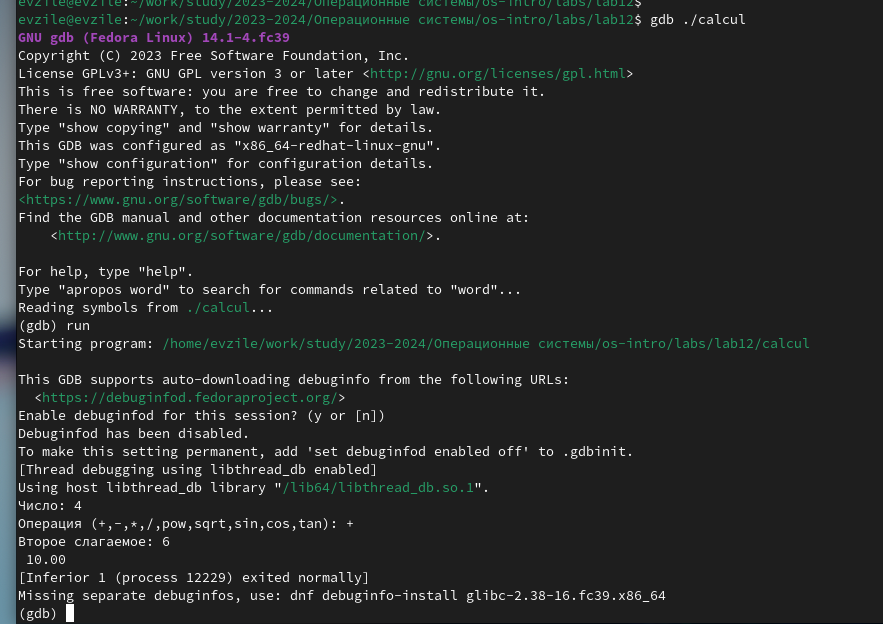 evzile@evzile:~/work/study/2023-2024/Операционные системы/os-intro/labs/lab12$
evzile@evzile:~/work/study/2023-2024/Операционные системы/os-intro/labs/lab12$ gdb ./calcul
GNU gdb (Fedora Linux) 14.1-4.fc39
Copyright (C) 2023 Free Software Foundation, Inc.
License GPLv3+: GNU GPL version 3 or later <http://gnu.org/licenses/gpl.html>
This is free software: you are free to change and redistribute it.
There is NO WARRANTY, to the extent permitted by law.
Type "show copying" and "show warranty" for details.
This GDB was configured as "x86_64-redhat-linux-gnu".
Type "show configuration" for configuration details.
For bug reporting instructions, please see:
<https://www.gnu.org/software/gdb/bugs/>.
Find the GDB manual and other documentation resources online at:
    <http://www.gnu.org/software/gdb/documentation/>.

For help, type "help".
Type "apropos word" to search for commands related to "word"...
Reading symbols from ./calcul...
(gdb) run
Starting program: /home/evzile/work/study/2023-2024/Операционные системы/os-intro/labs/lab12/calcul

This GDB supports auto-downloading debuginfo from the following URLs:
  <https://debuginfod.fedoraproject.org/>
Enable debuginfod for this session? (y or [n])
Debuginfod has been disabled.
To make this setting permanent, add 'set debuginfod enabled off' to .gdbinit.
[Thread debugging using libthread_db enabled]
Using host libthread_db library "/lib64/libthread_db.so.1".
Число: 4
Операция (+,-,*,/,pow,sqrt,sin,cos,tan): +
Второе слагаемое: 6
 10.00
[Inferior 1 (process 12229) exited normally]
Missing separate debuginfos, use: dnf debuginfo-install glibc-2.38-16.fc39.x86_64
(gdb)